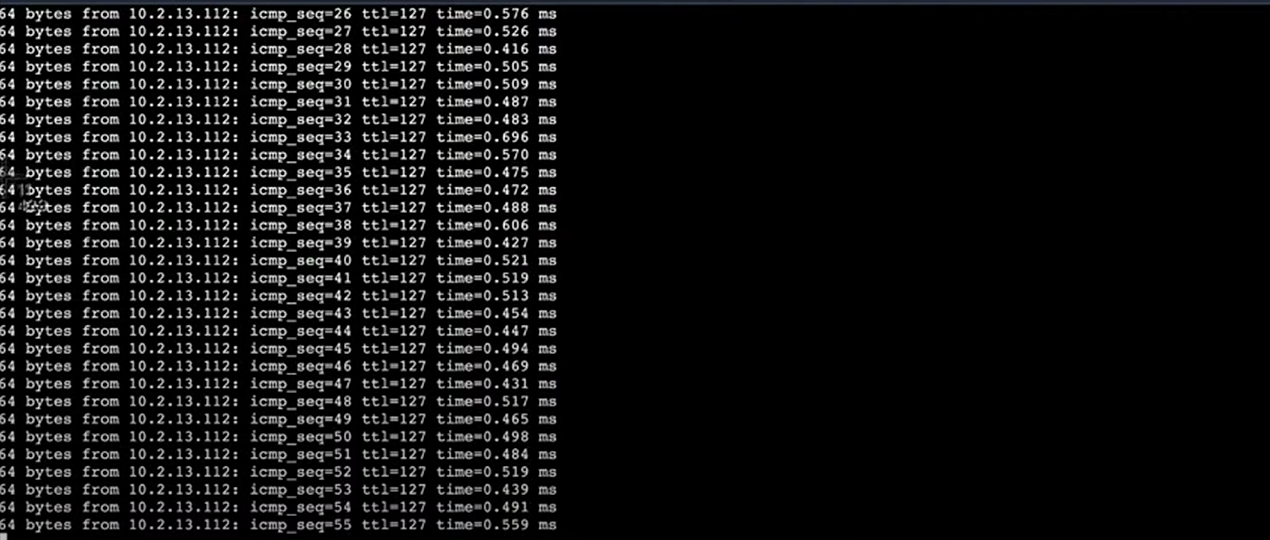 64 bytes from 10.2.13.112: icmp_seq=26 ttl=127 time=0.576 ms
64 bytes from 10.2.13.112: icmp_seq=27 ttl=127 time=0.526 ms
64 bytes from 10.2.13.112: icmp_seq=28 ttl=127 time=0.416 ms
64 bytes from 10.2.13.112: icmp_seq=29 ttl=127 time=0.505 ms
64 bytes from 10.2.13.112: icmp_seq=30 ttl=127 time=0.509 ms
64 bytes from 10.2.13.112: icmp_seq=31 ttl=127 time=0.487 ms
64 bytes from 10.2.13.112: icmp_seq=32 ttl=127 time=0.483 ms
64 bytes from 10.2.13.112: icmp_seq=33 ttl=127 time=0.696 ms
64 bytes from 10.2.13.112: icmp_seq=34 ttl=127 time=0.570 ms
64 bytes from 10.2.13.112: icmp_seq=35 ttl=127 time=0.475 ms
64 bytes from 10.2.13.112: icmp_seq=36 ttl=127 time=0.472 ms
64 bytes from 10.2.13.112: icmp_seq=37 ttl=127 time=0.488 ms
64 bytes from 10.2.13.112: icmp_seq=38 ttl=127 time=0.606 ms
64 bytes from 10.2.13.112: icmp_seq=39 ttl=127 time=0.427 ms
64 bytes from 10.2.13.112: icmp_seq=40 ttl=127 time=0.521 ms
64 bytes from 10.2.13.112: icmp_seq=41 ttl=127 time=0.519 ms
64 bytes from 10.2.13.112: icmp_seq=42 ttl=127 time=0.513 ms
64 bytes from 10.2.13.112: icmp_seq=43 ttl=127 time=0.454 ms
64 bytes from 10.2.13.112: icmp_seq=44 ttl=127 time=0.447 ms
64 bytes from 10.2.13.112: icmp_seq=45 ttl=127 time=0.494 ms
64 bytes from 10.2.13.112: icmp_seq=46 ttl=127 time=0.469 ms
64 bytes from 10.2.13.112: icmp_seq=47 ttl=127 time=0.431 ms
64 bytes from 10.2.13.112: icmp_seq=48 ttl=127 time=0.517 ms
64 bytes from 10.2.13.112: icmp_seq=49 ttl=127 time=0.465 ms
64 bytes from 10.2.13.112: icmp_seq=50 ttl=127 time=0.498 ms
64 bytes from 10.2.13.112: icmp_seq=51 ttl=127 time=0.484 ms
64 bytes from 10.2.13.112: icmp_seq=52 ttl=127 time=0.519 ms
64 bytes from 10.2.13.112: icmp_seq=53 ttl=127 time=0.439 ms
64 bytes from 10.2.13.112: icmp_seq=54 ttl=127 time=0.491 ms
64 bytes from 10.2.13.112: icmp_seq=55 ttl=127 time=0.559 ms